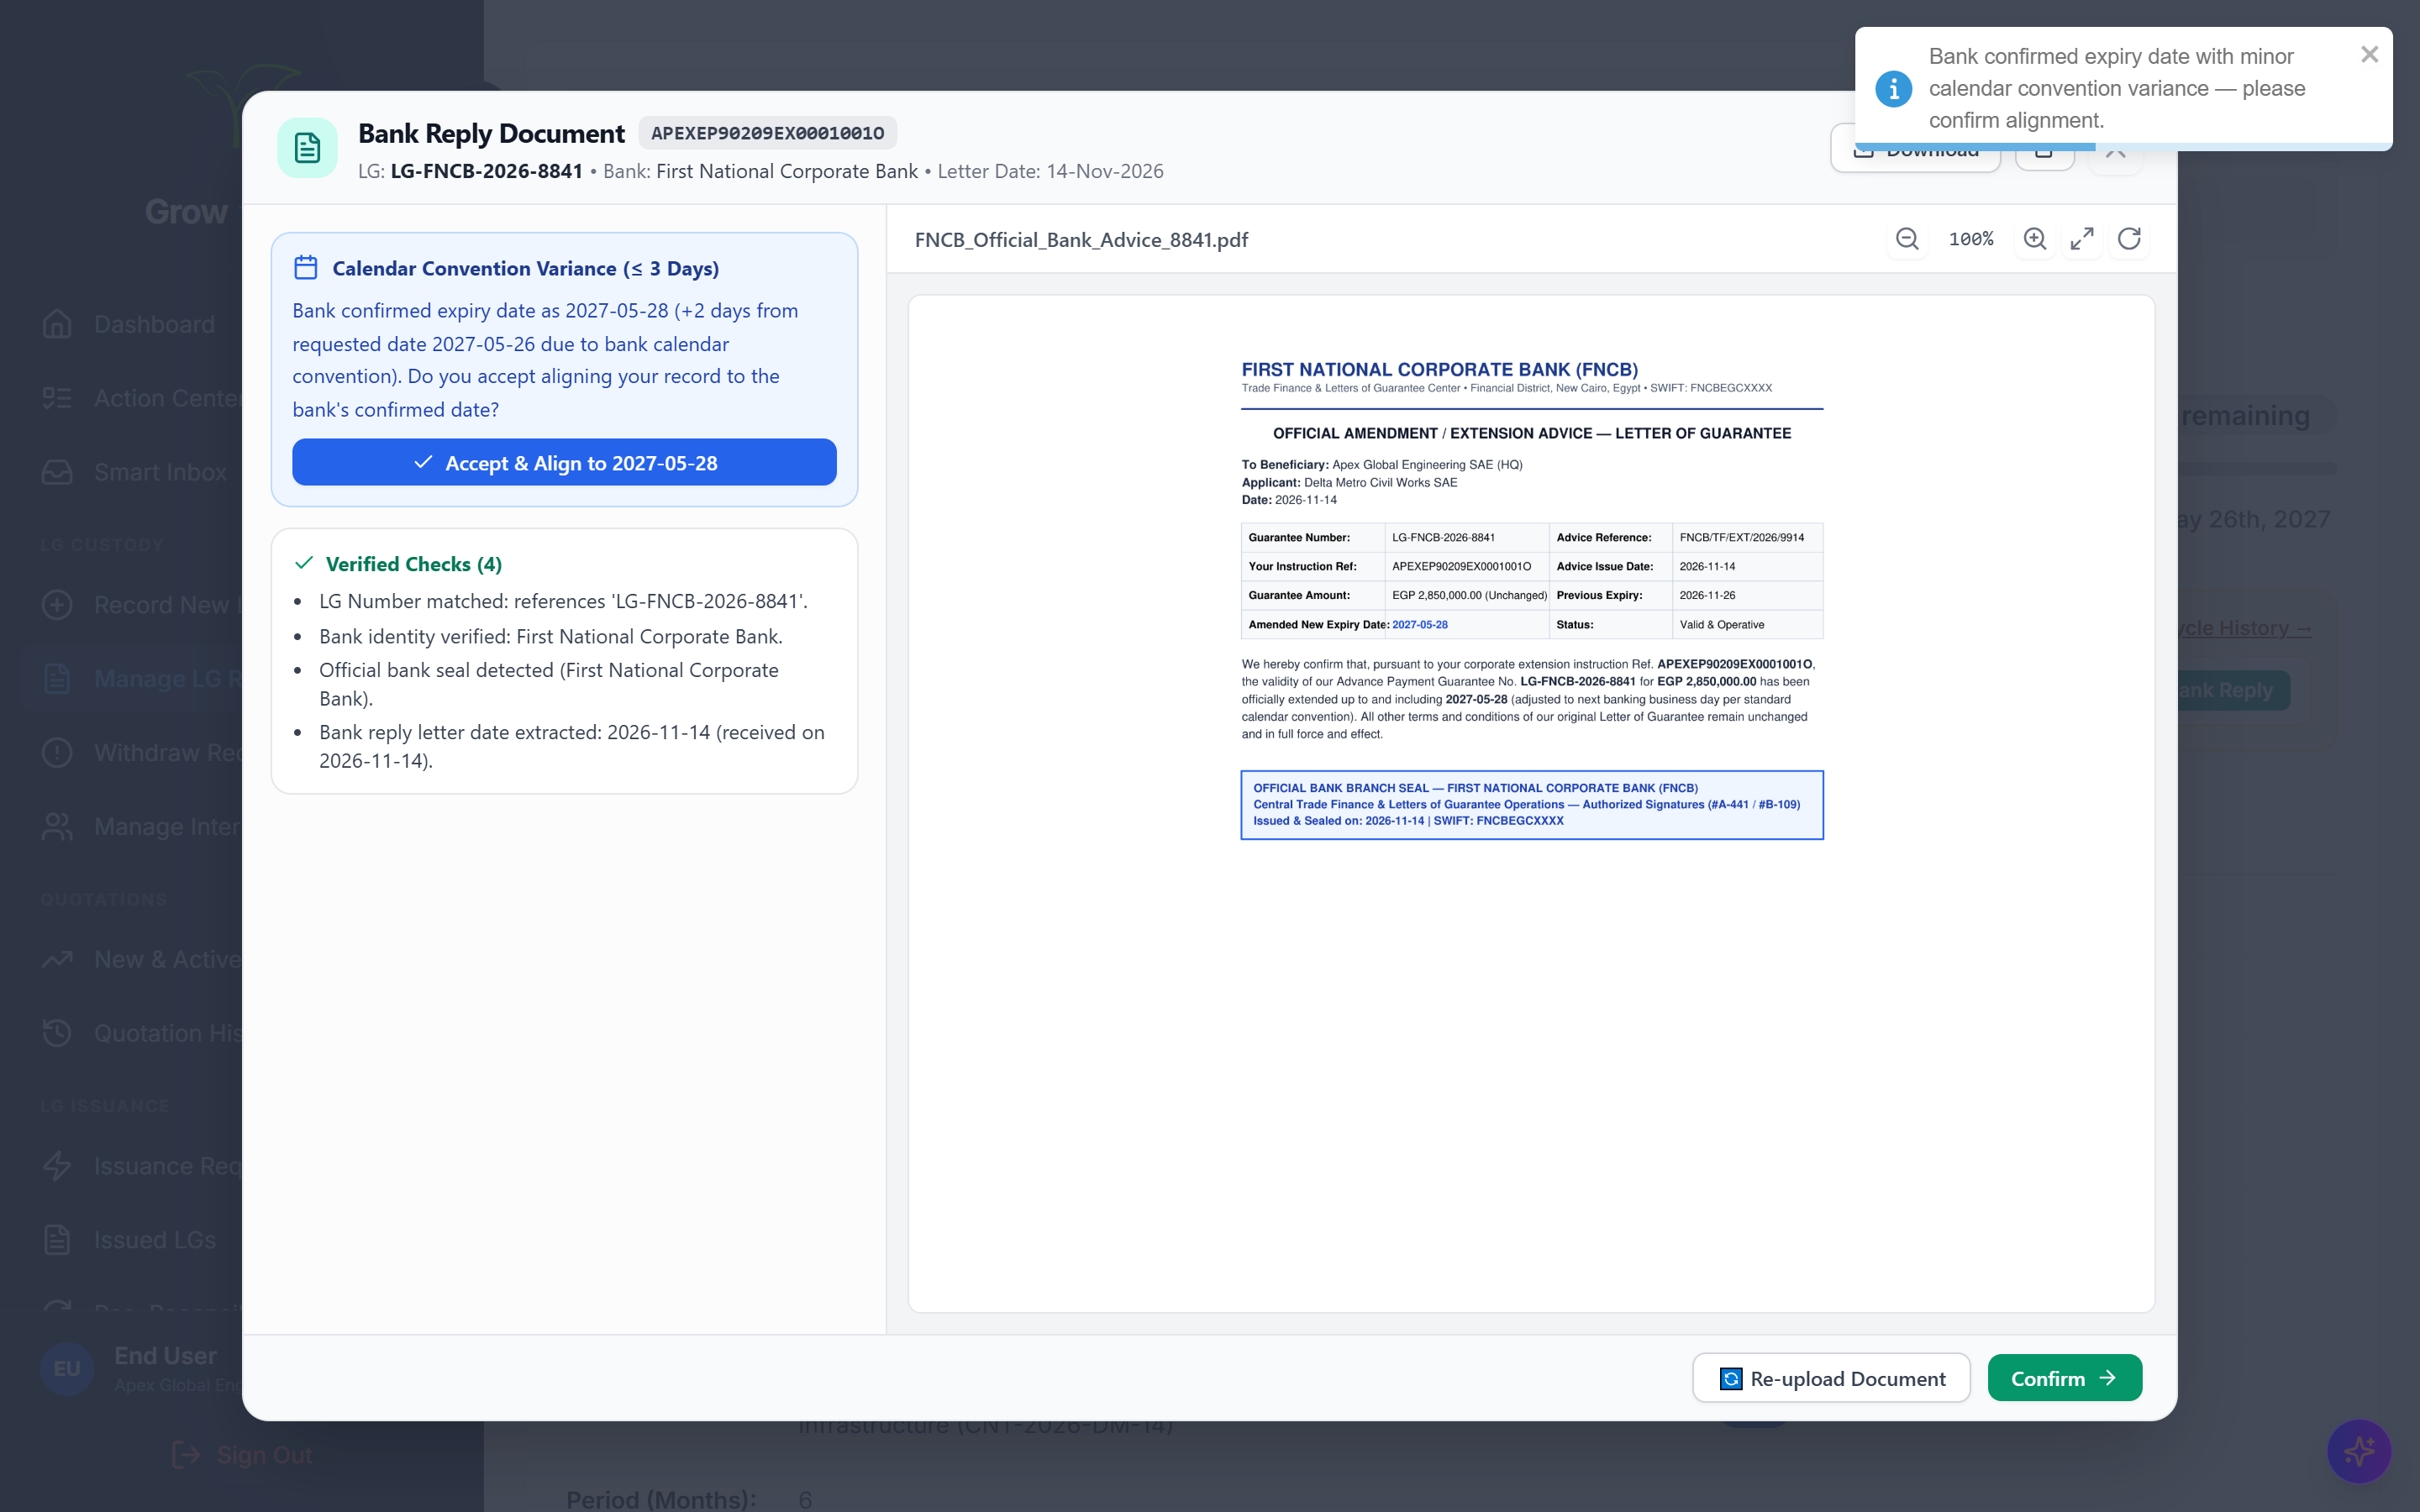 Bank confirmed expiry date with minor
calendar convention variance — please
confirm alignment.
Bank Reply Document APEXEP90209EX0001001O
LG: LG-FNCB-2026-8841 • Bank: First National Corporate Bank • Letter Date: 14-Nov-2026
Download
Calendar Convention Variance (≤ 3 Days)
Bank confirmed expiry date as 2027-05-28 (+2 days from
requested date 2027-05-26 due to bank calendar
convention). Do you accept aligning your record to the
bank's confirmed date?
Accept & Align to 2027-05-28
Verified Checks (4)
• LG Number matched: references 'LG-FNCB-2026-8841'.
• Bank identity verified: First National Corporate Bank.
• Official bank seal detected (First National Corporate
Bank).
• Bank reply letter date extracted: 2026-11-14 (received on
2026-11-14).
FNCB_Official_Bank_Advice_8841.pdf
100%
FIRST NATIONAL CORPORATE BANK (FNCB)
Trade Finance & Letters of Guarantee Center • Financial District, New Cairo, Egypt • SWIFT: FNCBEGCXXXX
OFFICIAL AMENDMENT / EXTENSION ADVICE — LETTER OF GUARANTEE
To Beneficiary: Apex Global Engineering SAE (HQ)
Applicant: Delta Metro Civil Works SAE
Date: 2026-11-14
Guarantee Number: LG-FNCB-2026-8841 Advice Reference: FNCB/TF/EXT/2026/9914
Your Instruction Ref: APEXEP90209EX0001001O Advice Issue Date: 2026-11-14
Guarantee Amount: EGP 2,850,000.00 (Unchanged) Previous Expiry: 2026-11-26
Amended New Expiry Date: 2027-05-28 Status: Valid & Operative
We hereby confirm that, pursuant to your corporate extension instruction Ref. APEXEP90209EX0001001O,
the validity of our Advance Payment Guarantee No. LG-FNCB-2026-8841 for EGP 2,850,000.00 has been
officially extended up to and including 2027-05-28 (adjusted to next banking business day per standard
calendar convention). All other terms and conditions of our original Letter of Guarantee remain unchanged
and in full force and effect.
OFFICIAL BANK BRANCH SEAL — FIRST NATIONAL CORPORATE BANK (FNCB)
Central Trade Finance & Letters of Guarantee Operations — Authorized Signatures (#A-441 / #B-109)
Issued & Sealed on: 2026-11-14 | SWIFT: FNCBEGCXXXX
Re-upload Document
Confirm
Grow
Dashboard
Action Center
Smart Inbox
LG CUSTODY
Record New
Manage LG R
Withdraw Rec
Manage Inter
QUOTATIONS
New & Active
Quotation His
LG ISSUANCE
Issuance Req
Issued LGs
EU
End User
Apex Global Eng
Sign Out
remaining
ay 26th, 2027
ycle History →
ank Reply
Infrastructure (CNT-2026-DM-14)
Period (Months): 6